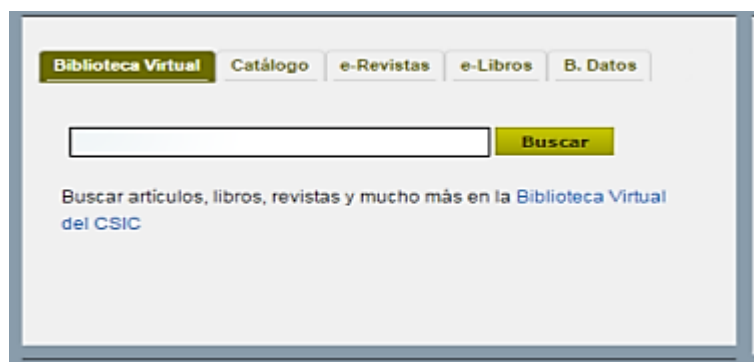 Biblioteca Virtual Catálogo e-Revistas e-Libros B. Datos
Buscar
Buscar artículos, libros, revistas y mucho más en la Biblioteca Virtual
del CSIC